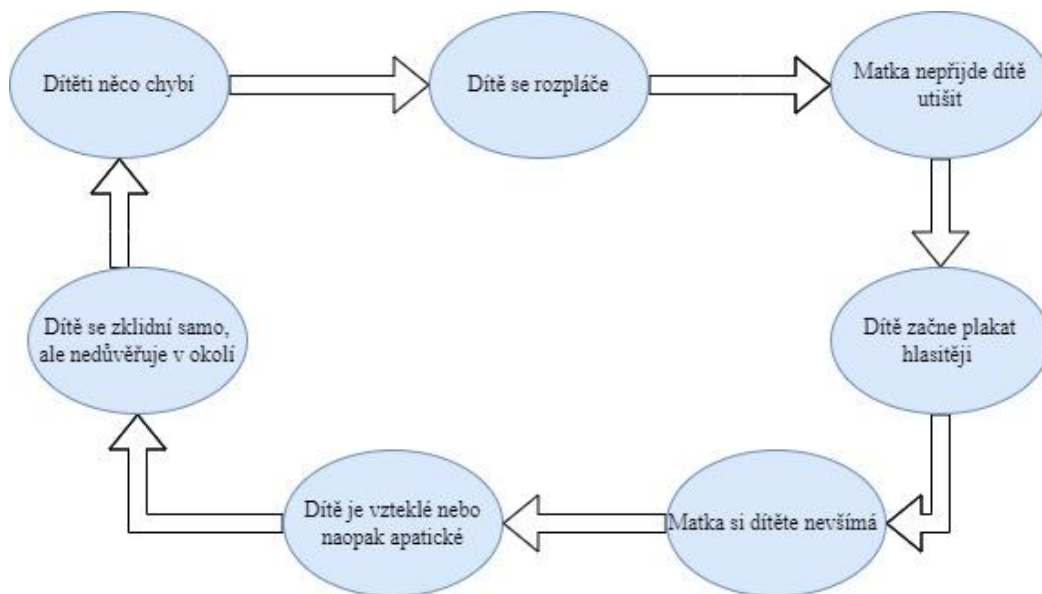 Dítěti něco chybí
Dítě se rozpláče
Matka nepřijde dítě
utišit
Dítě začne plakat
hlasitěji
Matka si dítěte nevšímá
Dítě je vzteklé nebo
naopak apatické
Dítě se zklidní samo,
ale nedůvěřuje v okolí